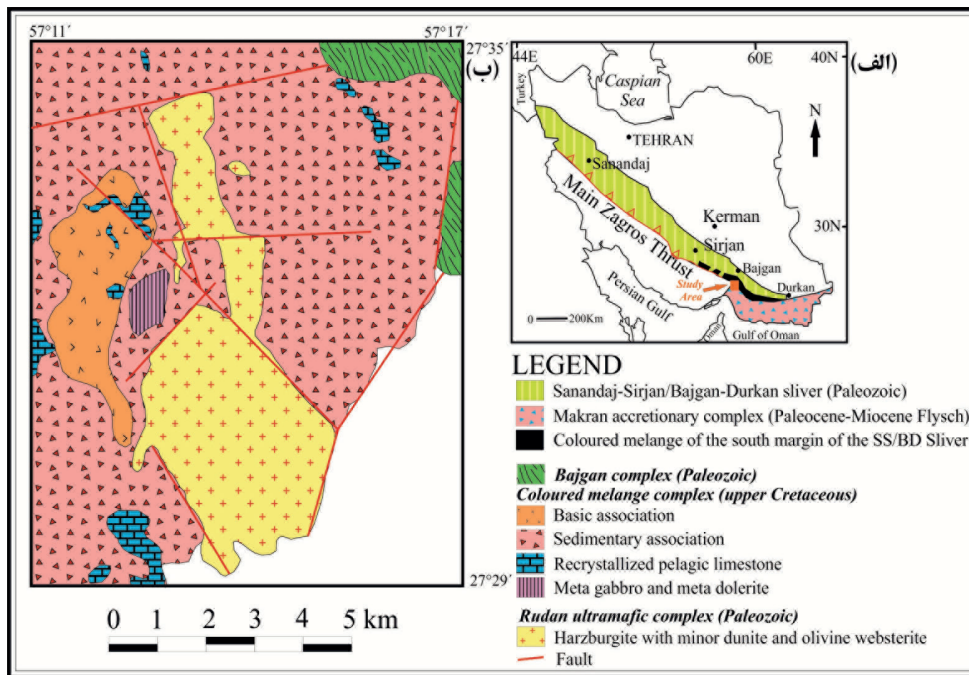 57°11´
57°17´
27°35´
(ب)
27°29´
0 1 2 3 4 5 km
44E
60E
40N
(الف)
Turkey
Caspian
Sea
N
TEHRAN
Sanandaj
Main Zagros Thrust
Kerman
30N
Sirjan
Bajgan
Study
Area
Durkan
Persian Gulf
0 200Km
Oman
Gulf of Oman
LEGEND
Sanandaj-Sirjan/Bajgan-Durkan sliver (Paleozoic)
Makran accretionary complex (Paleocene-Miocene Flysch)
Coloured melange of the south margin of the SS/BD Sliver
Bajgan complex (Paleozoic)
Coloured melange complex (upper Cretaceous)
Basic association
Sedimentary association
Recrystallized pelagic limestone
Meta gabbro and meta dolerite
Rudan ultramafic complex (Paleozoic)
Harzburgite with minor dunite and olivine websterite
Fault